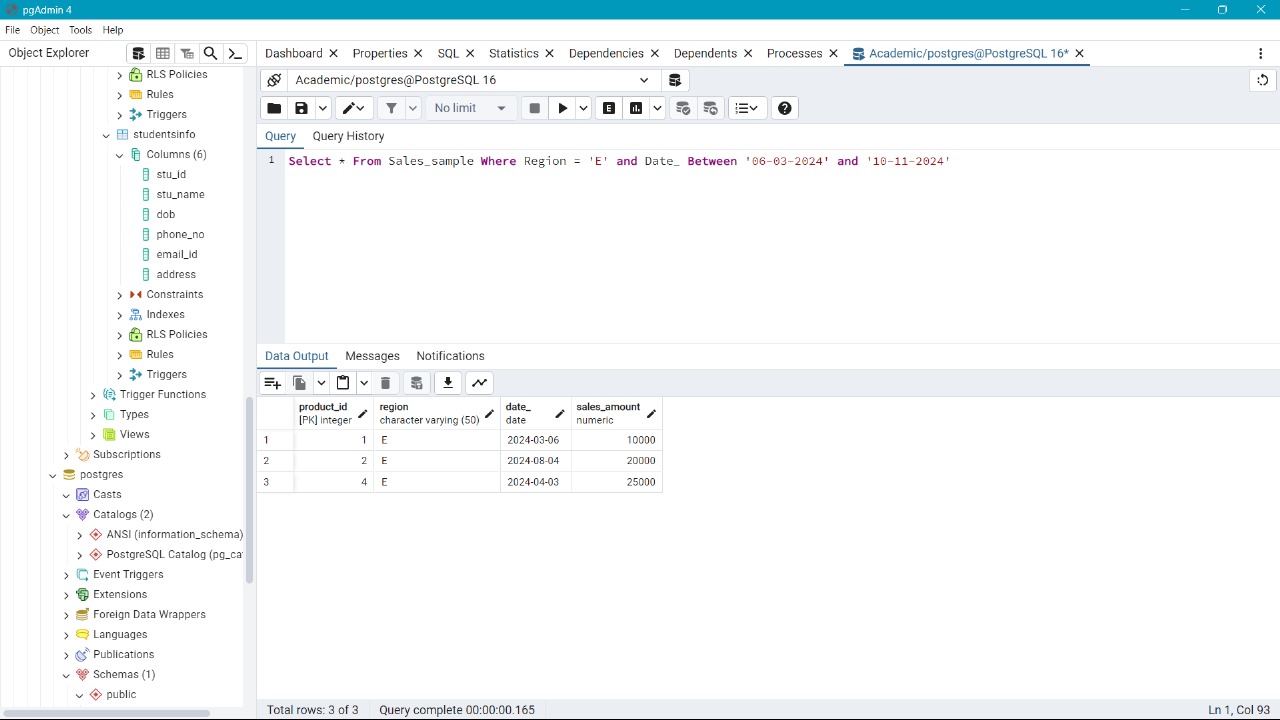 pgAdmin 4
File Object Tools Help
Object Explorer
Dashboard Properties SQL Statistics Dependencies Dependents Processes Academic/postgres@PostgreSQL 16*
Academic/postgres@PostgreSQL 16
No limit
Query Query History
1 Select * From Sales_sample Where Region = 'E' and Date_ Between '06-03-2024' and '10-11-2024'
RLS Policies
Rules
Triggers
studentsinfo
Columns (6)
stu_id
stu_name
dob
phone_no
email_id
address
Constraints
Indexes
RLS Policies
Rules
Triggers
Trigger Functions
Types
Views
Subscriptions
postgres
Casts
Catalogs (2)
ANSI (information_schema)
PostgreSQL Catalog (pg_ca
Event Triggers
Extensions
Foreign Data Wrappers
Languages
Publications
Schemas (1)
public
Data Output Messages Notifications
product_id region date_ sales_amount
[PK] integer character varying (50) date numeric
1 1 E 2024-03-06 10000
2 2 E 2024-08-04 20000
3 4 E 2024-04-03 25000
Total rows: 3 of 3 Query complete 00:00:00.165 Ln 1, Col 93